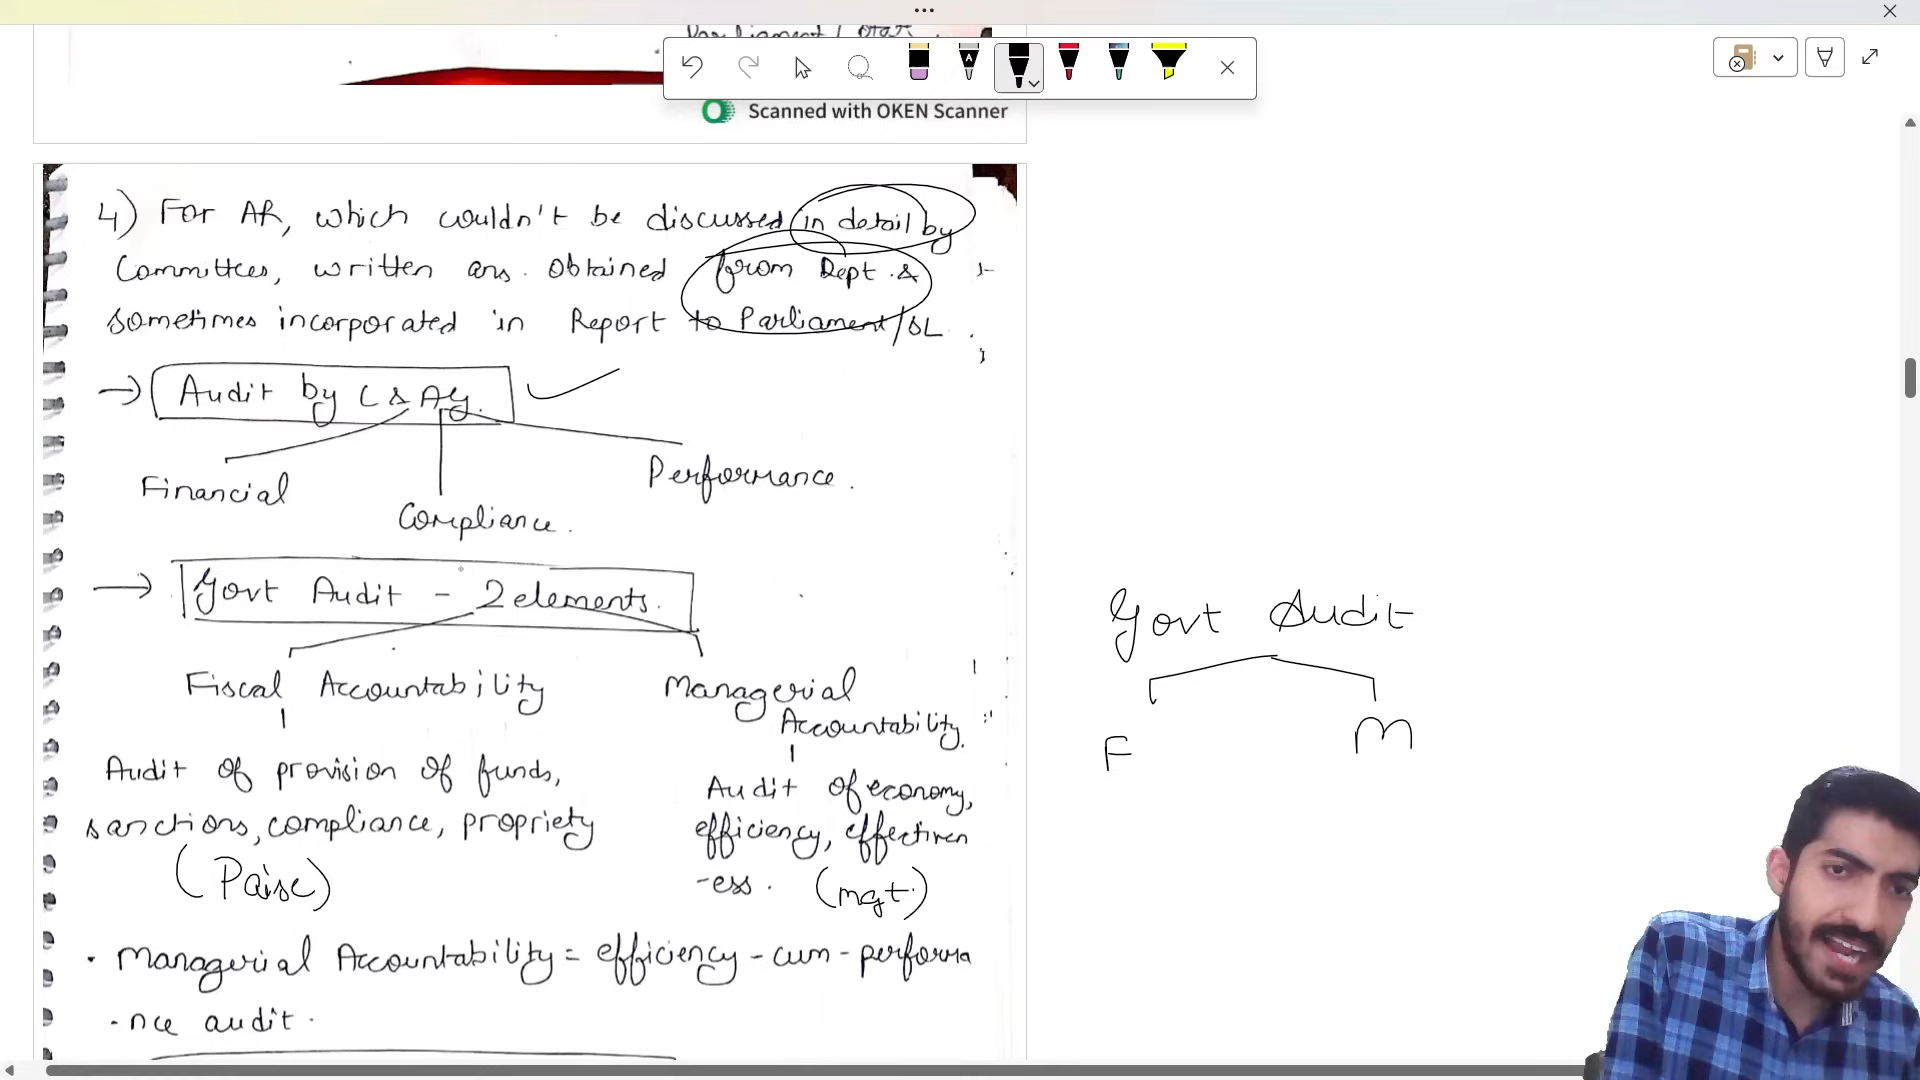 Scanned with OKEN Scanner
4) For AR, which couldn't be discussed in detail by
Committees, written ans. obtained from Dept. &
sometimes incorporated in Report to Parliament/SL.
→ Audit by C & AG.
Financial
Compliance.
Performance.
→ Govt Audit - 2 elements.
Fiscal Accountability
Managerial
Accountability.
Audit of provision of funds,
sanctions, compliance, propriety
(Paise)
Audit of economy,
efficiency, effectiven
-ess.
(mgt.)
· Managerial Accountability = efficiency - cum - performa
-nce audit.
Govt Audit
F
M